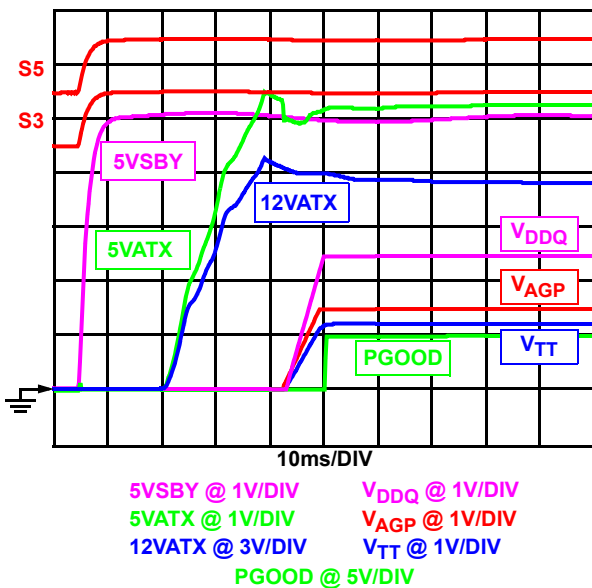 S5
S3
5VSBY
12VATX
VDDQ
5VATX
VAGP
PGOOD
VTT
10ms/DIV
5VSBY @ 1V/DIV VDDQ @ 1V/DIV
5VATX @ 1V/DIV VAGP @ 1V/DIV
12VATX @ 3V/DIV VTT @ 1V/DIV
PGOOD @ 5V/DIV